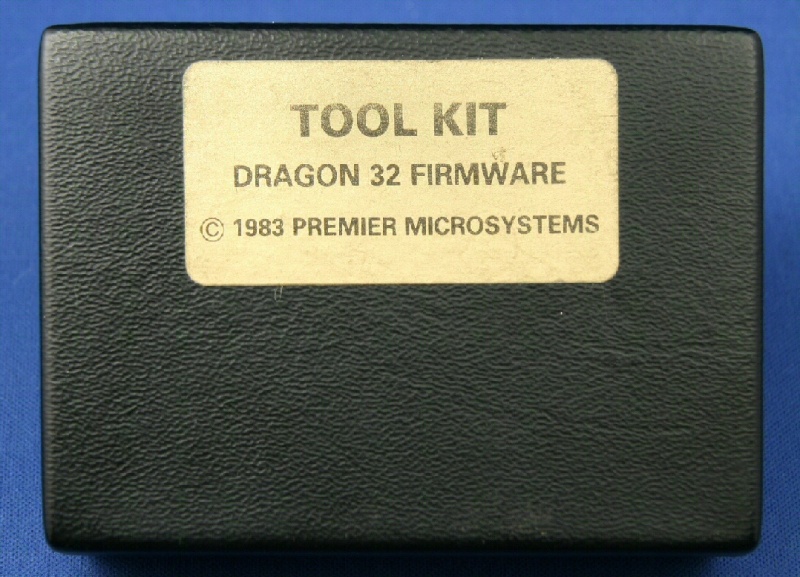 TOOL KIT
DRAGON 32 FIRMWARE
© 1983 PREMIER MICROSYSTEMS